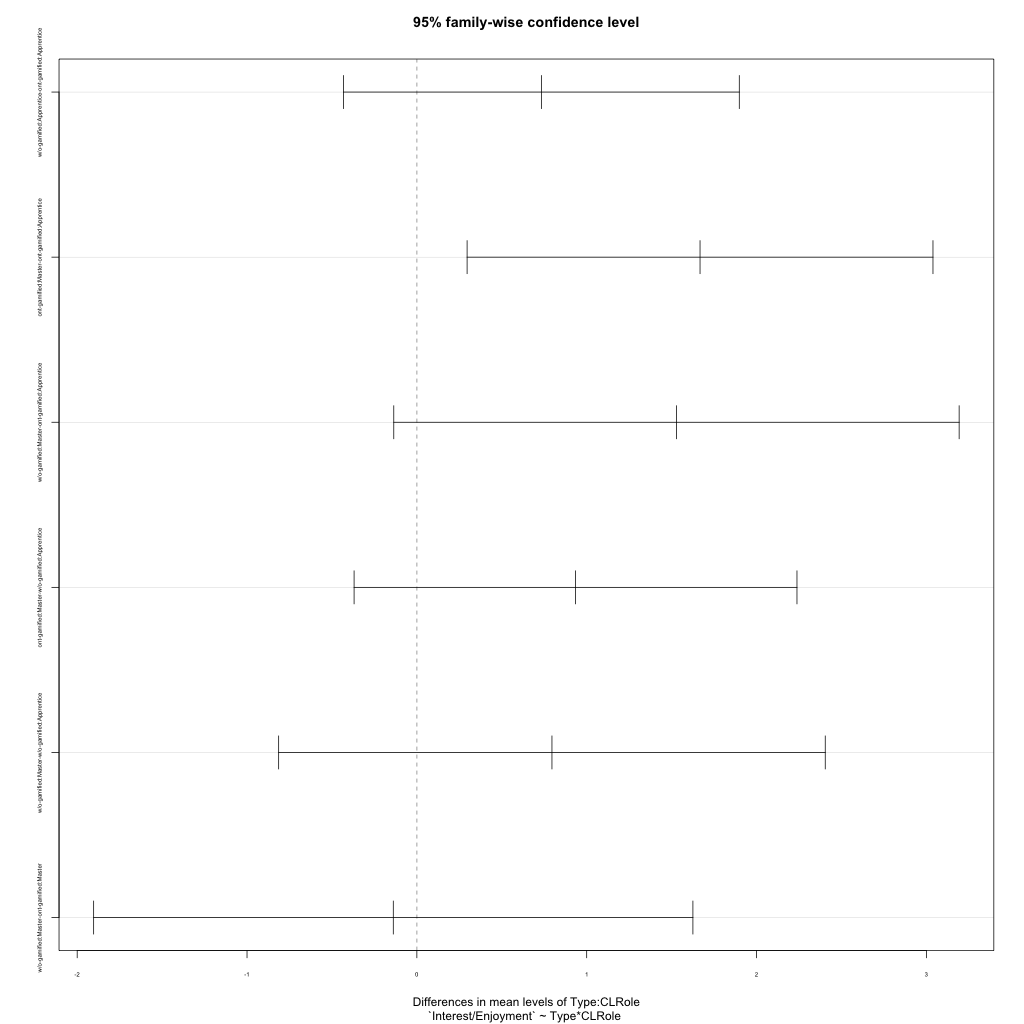 95% family-wise confidence level
w/o-gamified:Apprentice-ont-gamified:Apprentice
ont-gamified:Master-ont-gamified:Apprentice
w/o-gamified:Master-ont-gamified:Apprentice
ont-gamified:Master-w/o-gamified:Apprentice
w/o-gamified:Master-w/o-gamified:Apprentice
w/o-gamified:Master-ont-gamified:Master
-2 -1 0 1 2 3
Differences in mean levels of Type:CLRole
`Interest/Enjoyment` ~ Type*CLRole